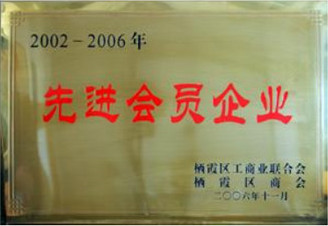 2002-2006年
先进会员企业
栖霞区工商业联合会
栖霞区商会
二〇〇六年十一月